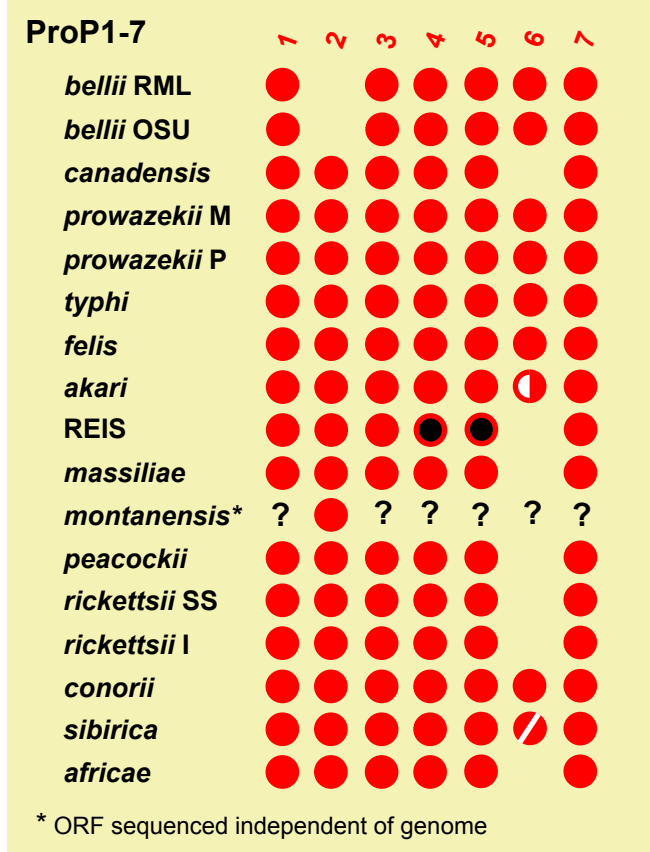 ProP1-7 1 2 3 4 5 6 7
bellii RML
bellii OSU
canadensis
prowazekii M
prowazekii P
typhi
felis
akari
REIS
massiliae
montanensis* ? ? ? ? ? ?
peacockii
rickettsii SS
rickettsii I
conorii
sibirica
africae
* ORF sequenced independent of genome